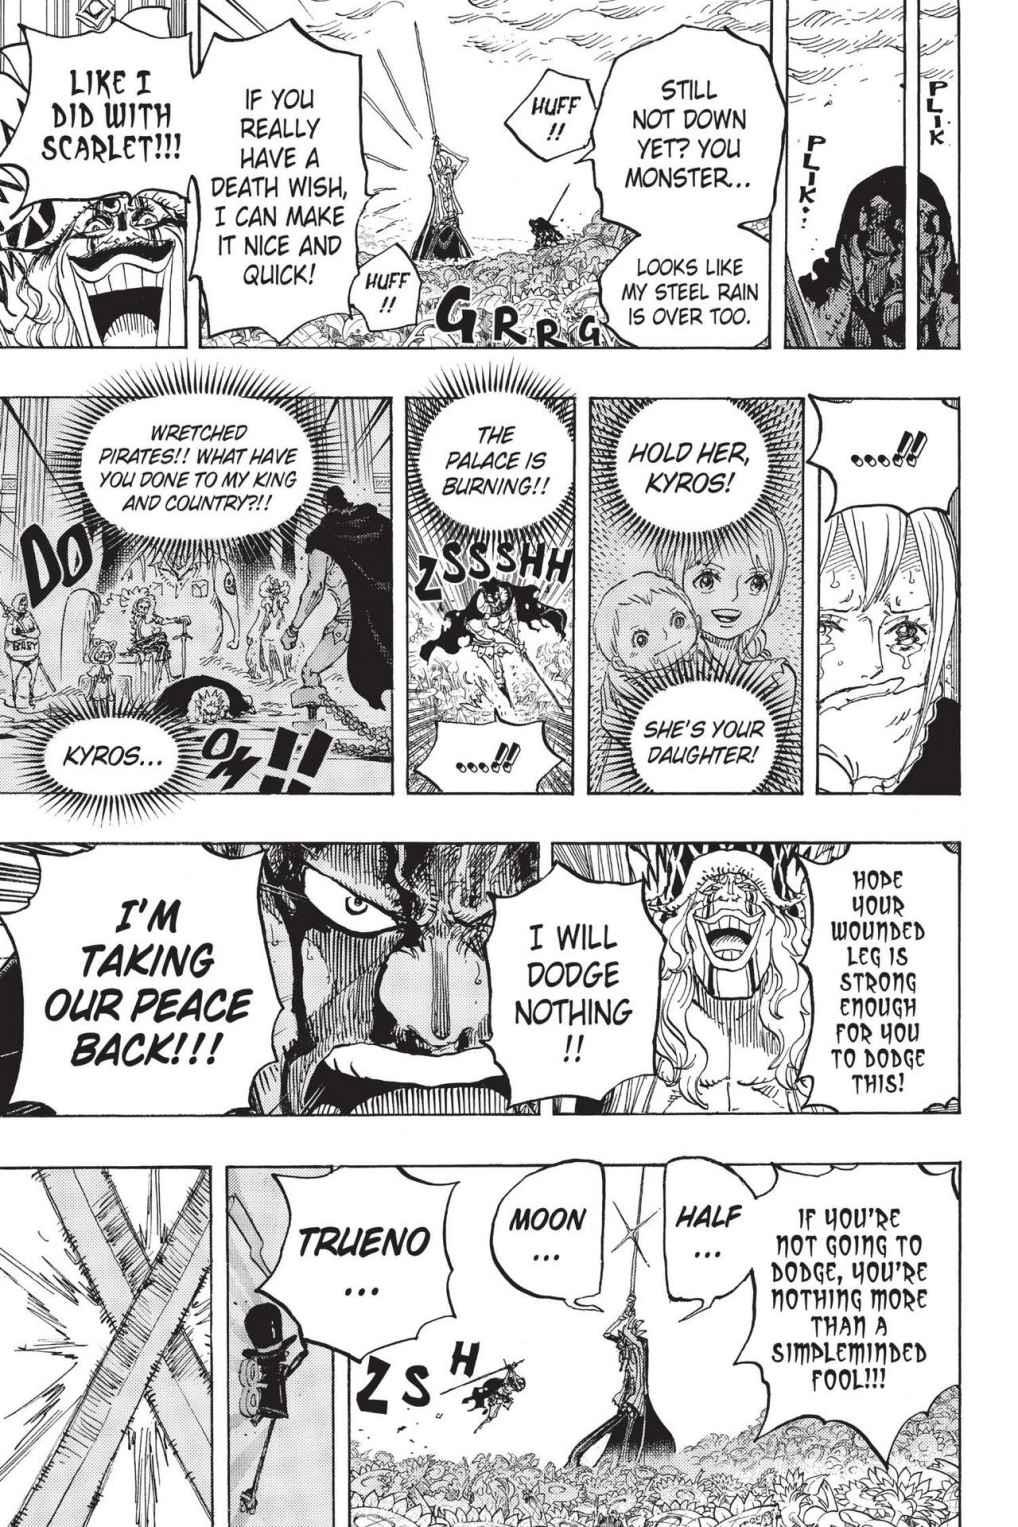 PLIK
PLIK..
STILL
NOT DOWN
YET? YOU
MONSTER...
LOOKS LIKE
MY STEEL RAIN
IS OVER TOO.
HUFF
!!
GRRRG
HUFF
!!
IF YOU
REALLY
HAVE A
DEATH WISH,
I CAN MAKE
IT NICE AND
QUICK!
LIKE I
DID WITH
SCARLET!!!
....!!
HOLD HER,
KYROS!
SHE'S YOUR
DAUGHTER!
THE
PALACE IS
BURNING!!
ZSSSSHH
....!!
WRETCHED
PIRATES!! WHAT HAVE
YOU DONE TO MY KING
AND COUNTRY?!!
DO
OM!!
BABY
KYROS...
HOPE
YOUR
WOUNDED
LEG IS
STRONG
ENOUGH
FOR YOU
TO DODGE
THIS!
I WILL
DODGE
NOTHING
!!
I'M
TAKING
OUR PEACE
BACK!!!
IF YOU'RE
NOT GOING TO
DODGE, YOU'RE
NOTHING MORE
THAN A
SIMPLEMINDED
FOOL!!!
HALF
...
MOON
...
ZSH
TRUENO
...